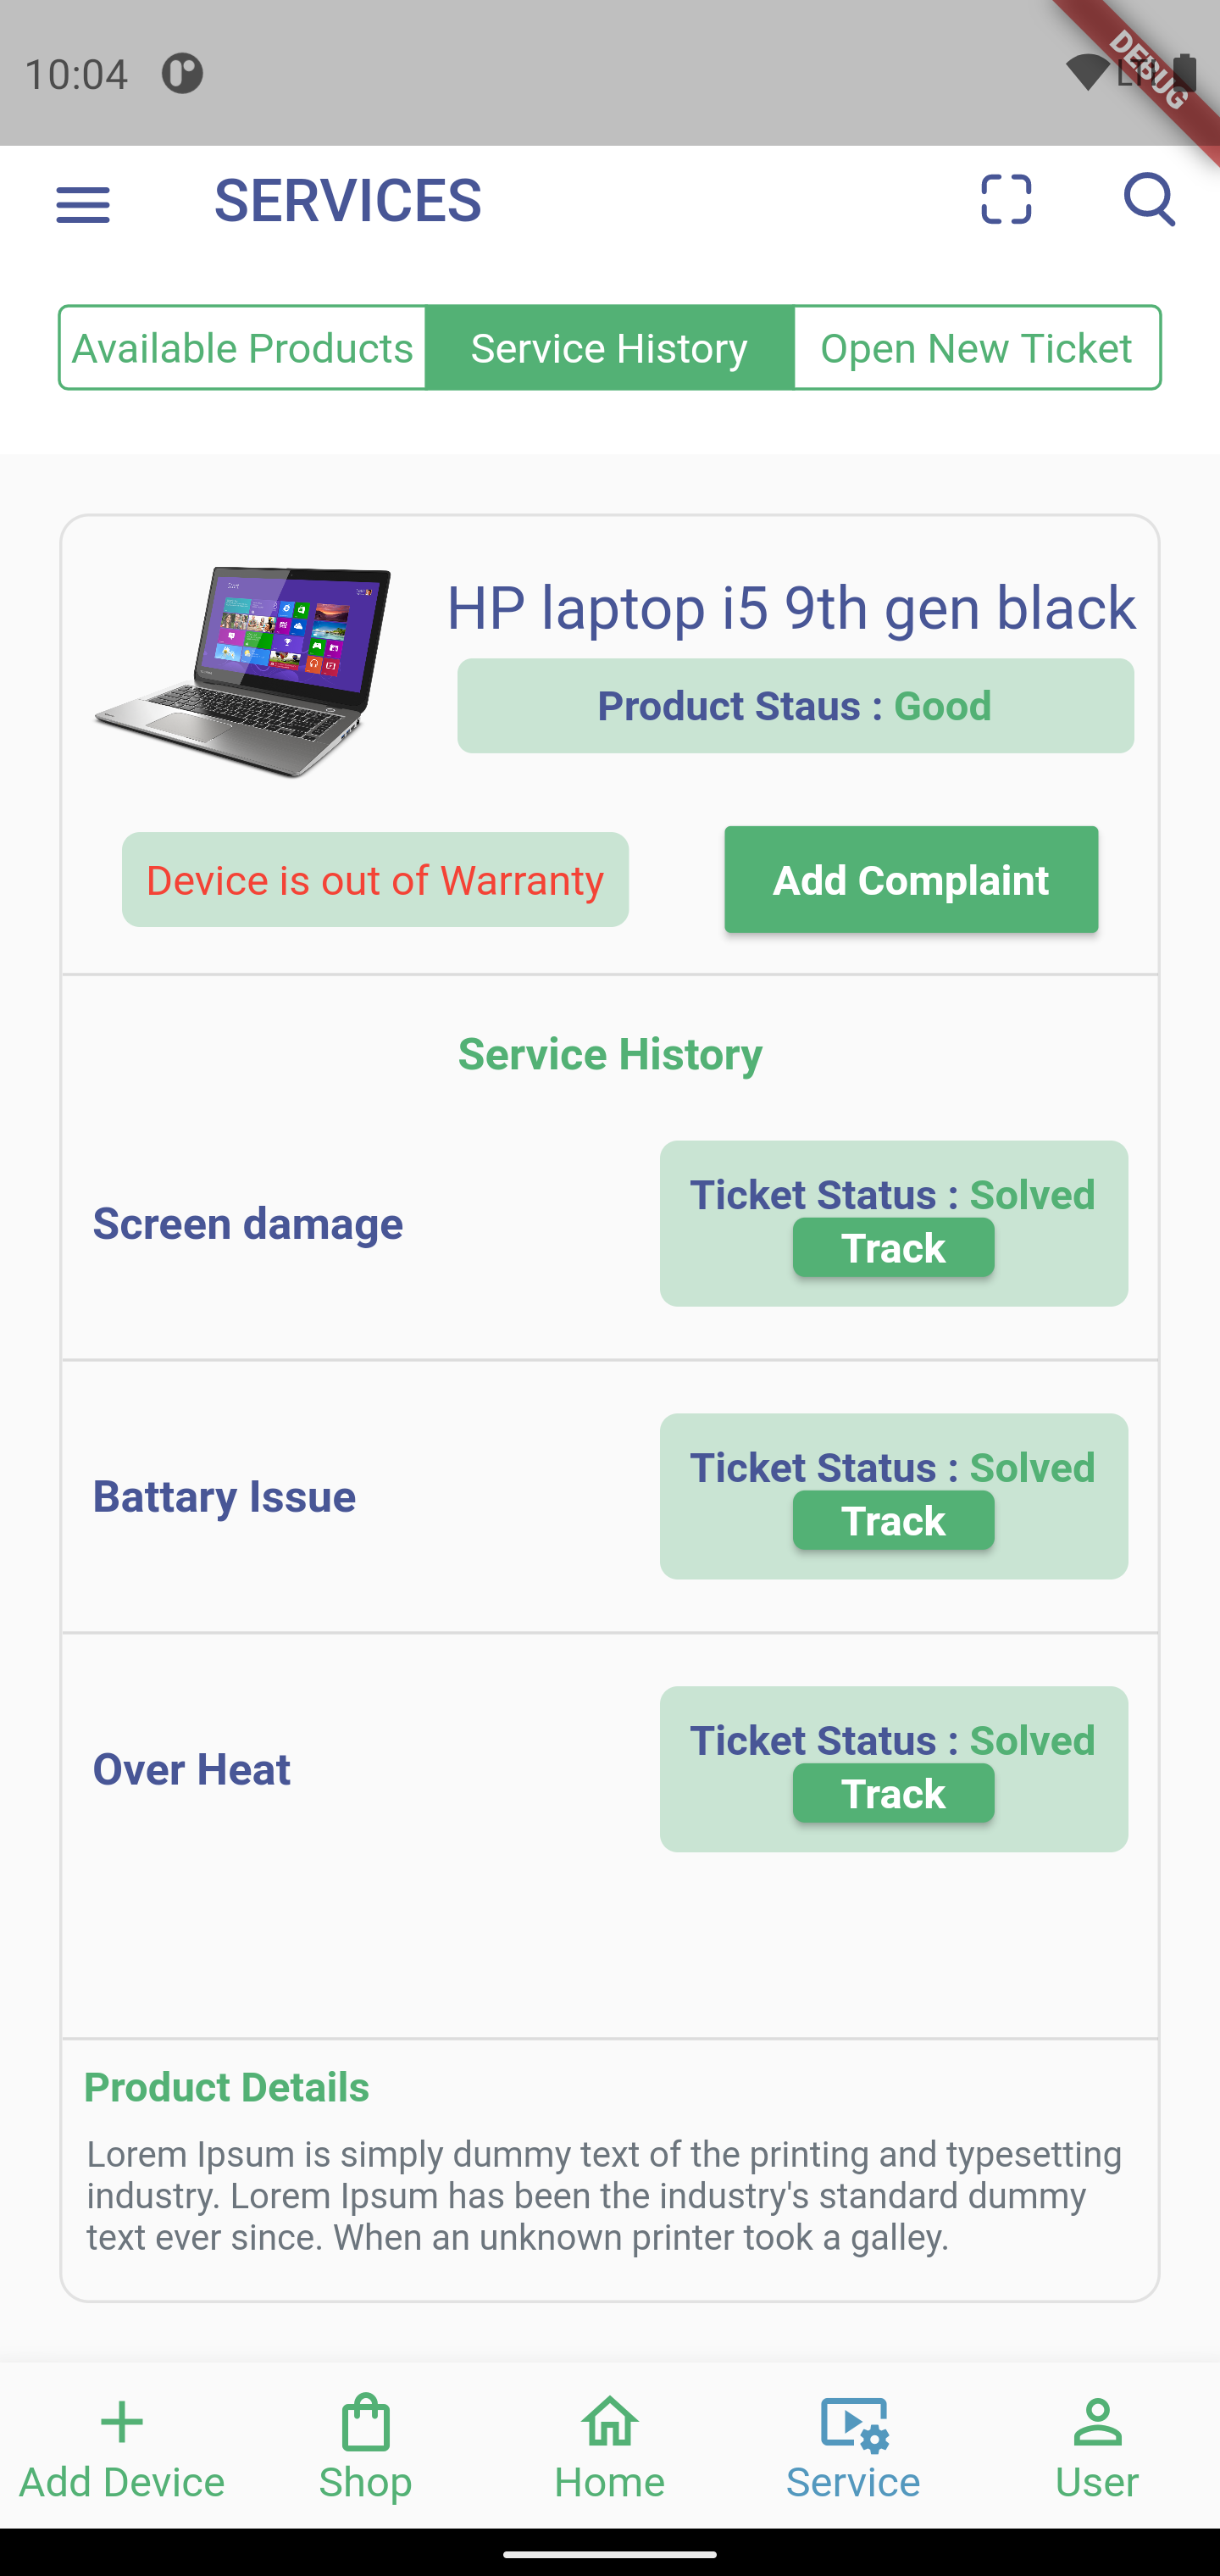 10:04
DEBUG
SERVICES
Available Products
Service History
Open New Ticket
HP laptop i5 9th gen black
Product Staus : Good
Device is out of Warranty
Add Complaint
Service History
Screen damage
Ticket Status : Solved
Track
Battary Issue
Ticket Status : Solved
Track
Over Heat
Ticket Status : Solved
Track
Product Details
Lorem Ipsum is simply dummy text of the printing and typesetting
industry. Lorem Ipsum has been the industry's standard dummy
text ever since. When an unknown printer took a galley.
Add Device
Shop
Home
Service
User